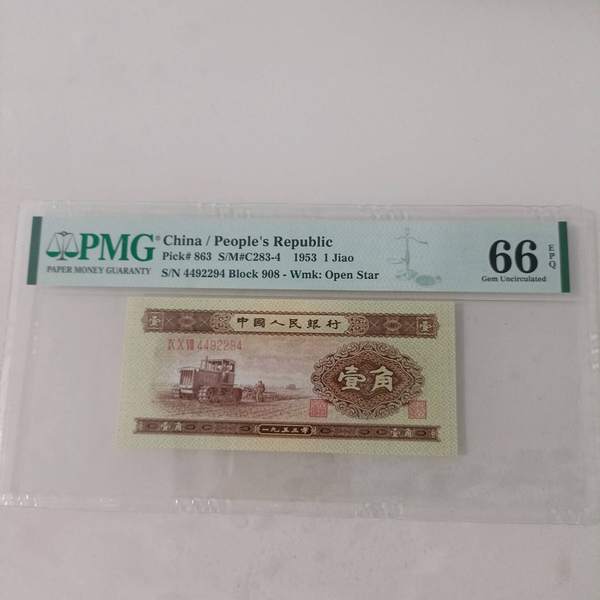 PMG®
PAPER MONEY GUARANTY
China / People's Republic
Pick# 863 S/M#C283-4 1953 1 Jiao
S/N 4492294 Block 908 - Wmk: Open Star
66 EPQ
Gem Uncirculated
壹 中國人民銀行 壹
4492294
壹角
壹角 一九五三年 壹角